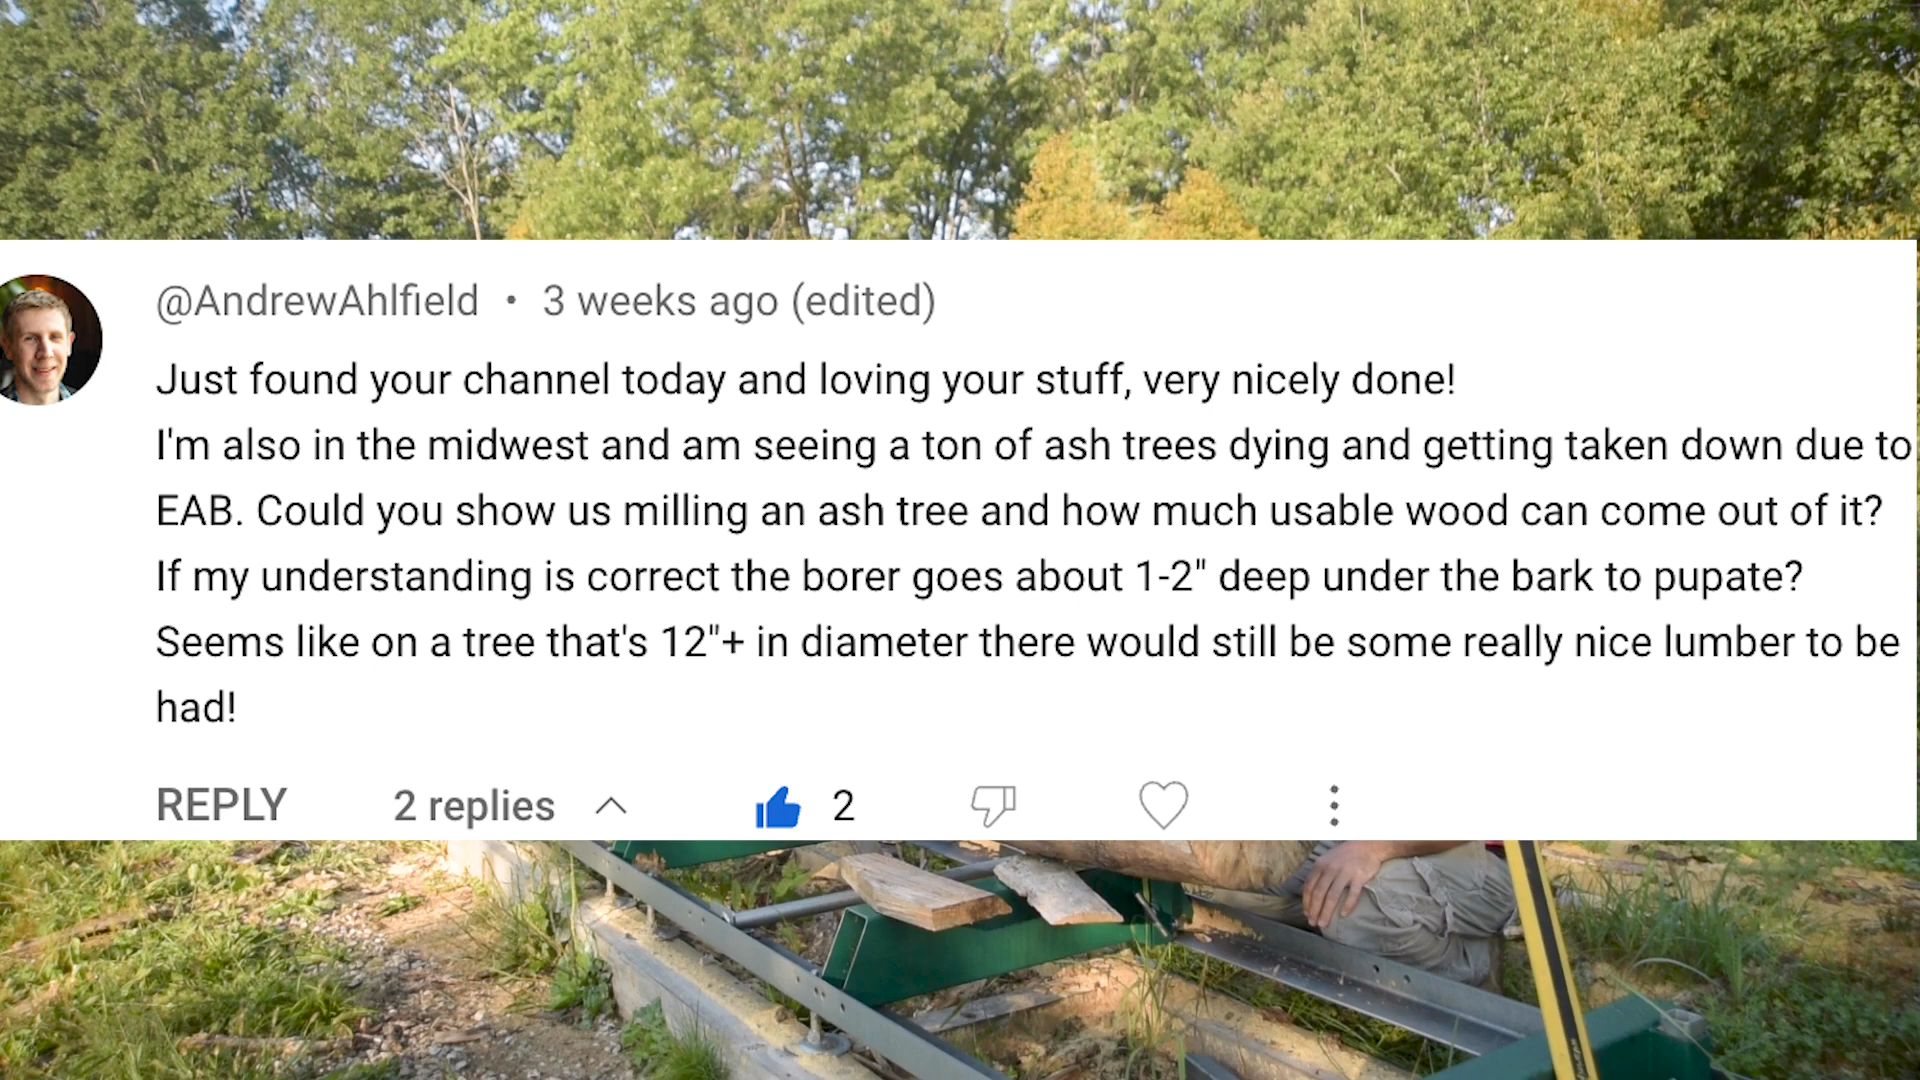 @AndrewAhlfield • 3 weeks ago (edited)
Just found your channel today and loving your stuff, very nicely done!
I'm also in the midwest and am seeing a ton of ash trees dying and getting taken down due to
EAB. Could you show us milling an ash tree and how much usable wood can come out of it?
If my understanding is correct the borer goes about 1-2" deep under the bark to pupate?
Seems like on a tree that's 12"+ in diameter there would still be some really nice lumber to be
had!
REPLY 2 replies 2